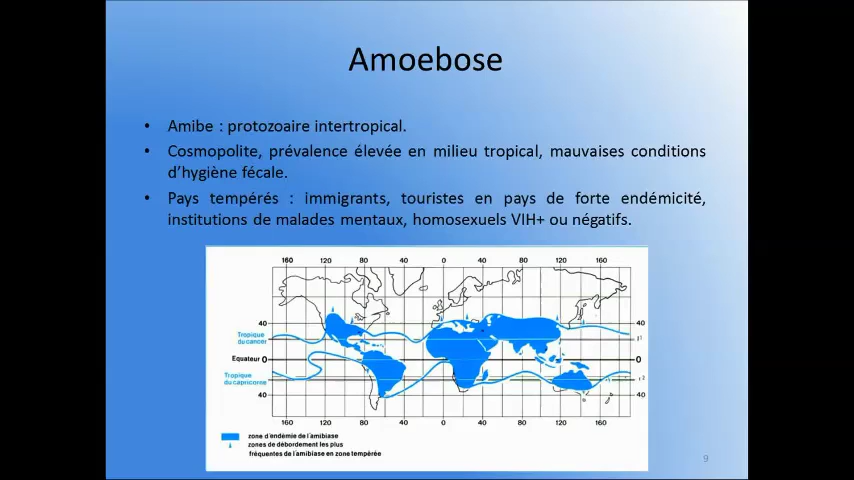 Amoebose
• Amibe : protozoaire intertropical.
• Cosmopolite, prévalence élevée en milieu tropical, mauvaises conditions
d'hygiène fécale.
• Pays tempérés : immigrants, touristes en pays de forte endémicité,
institutions de malades mentaux, homosexuels VIH+ ou négatifs.
160 120 80 40 0 40 80 120 160
40 40
Tropique
du cancer
Equateur 0 0
Tropique
du capricorne
40 40
160 120 80 40 0 40 80 120 160
zone d'endémie de l'amibiase
zones de débordement les plus
fréquentes de l'amibiase en zone tempérée
9